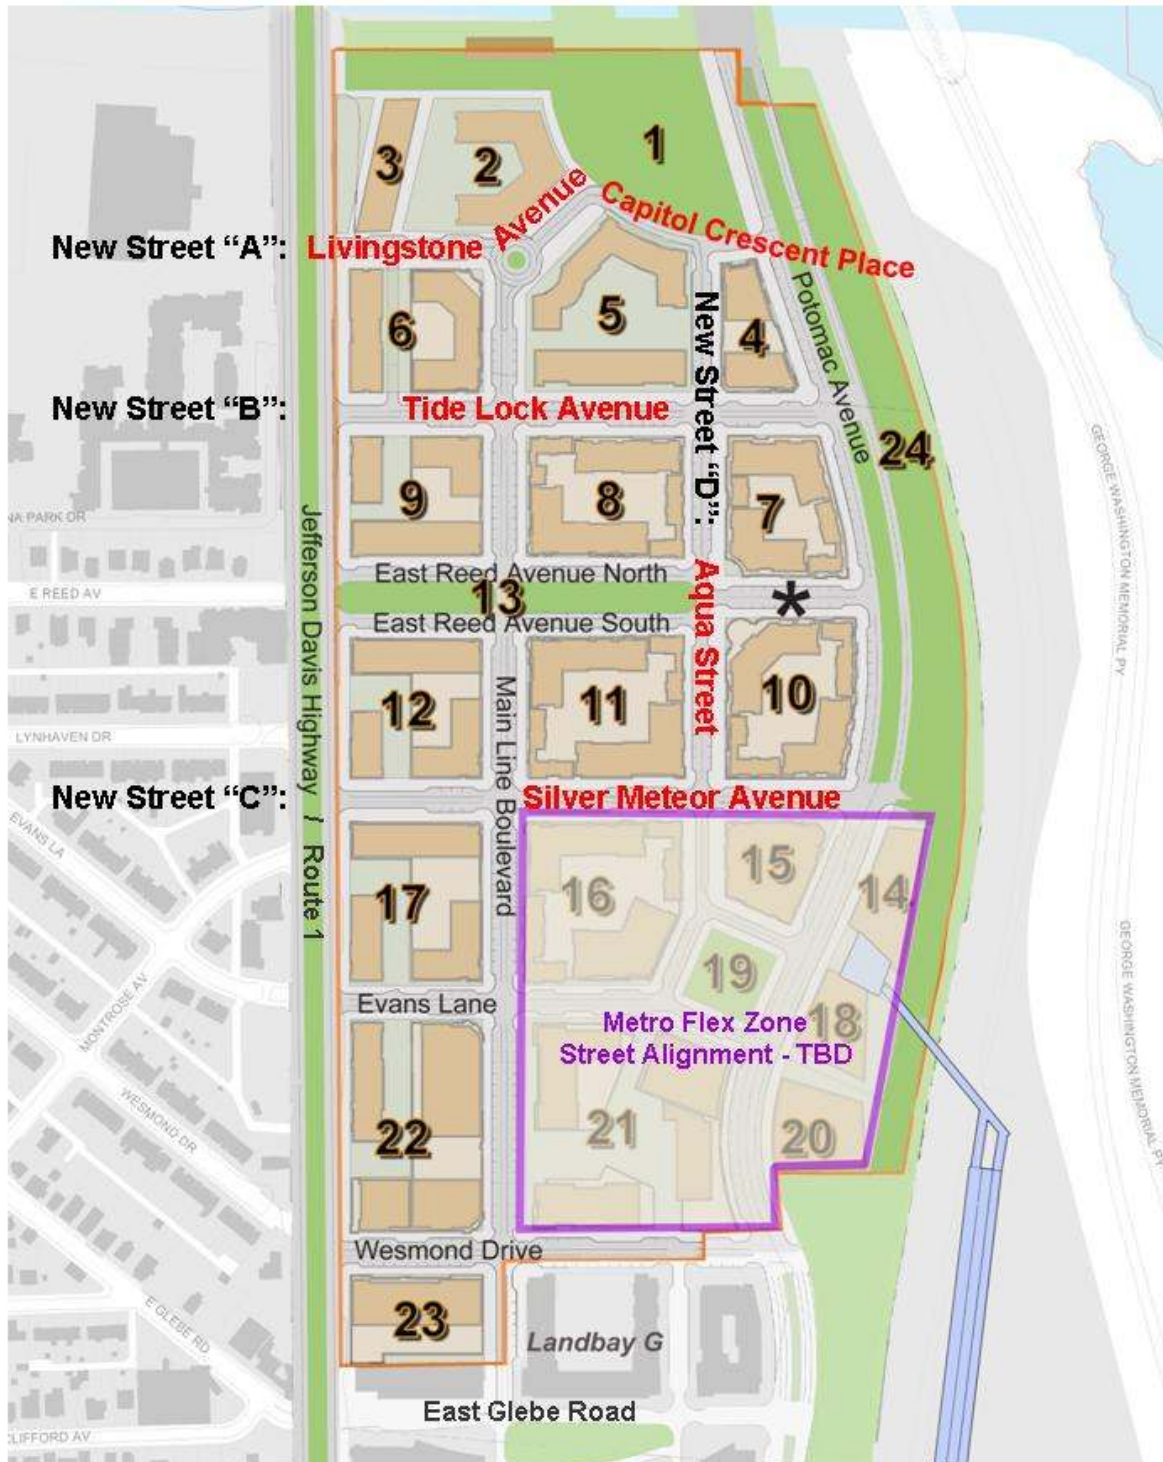 1
3
2
Capitol Crescent Place
New Street “A”: Livingstone Avenue
6
5
New Street “D”:
4
Potomac Avenue
New Street “B”:
Tide Lock Avenue
24
GEORGE WASHINGTON MEMORIAL PY
9
8
7
NA PARK DR
Jefferson Davis Highway / Route 1
East Reed Avenue North
E REED AV
13
Aqua Street
*
East Reed Avenue South
12
11
10
Main Line Boulevard
LYNHAVEN DR
New Street “C”:
Silver Meteor Avenue
EVANS LA
17
16
15
14
19
GEORGE WASHINGTON MEMORIAL PY
MONTROSE AV
Evans Lane
Metro Flex Zone
Street Alignment - TBD
18
WESMOND DR
22
21
20
Wesmond Drive
E GLEBE RD
23
Landbay G
East Glebe Road
CLIFFORD AV